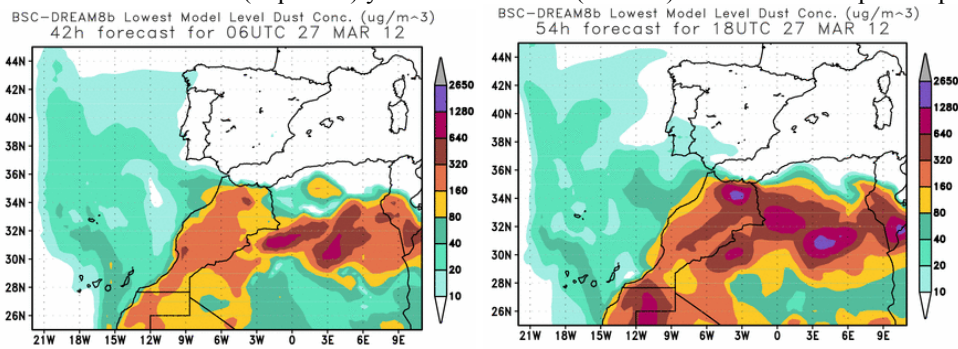 BSC-DREAM8b Lowest Model Level Dust Conc. (ug/m^3)
42h forecast for 06UTC 27 MAR 12
44N
42N
40N
38N
36N
34N
32N
30N
28N
26N
21W 18W 15W 12W 9W 6W 3W 0 3E 6E 9E
2650
1280
640
320
160
80
40
20
10
BSC-DREAM8b Lowest Model Level Dust Conc. (ug/m^3)
54h forecast for 18UTC 27 MAR 12
44N
42N
40N
38N
36N
34N
32N
30N
28N
26N
21W 18W 15W 12W 9W 6W 3W 0 3E 6E 9E
2650
1280
640
320
160
80
40
20
10